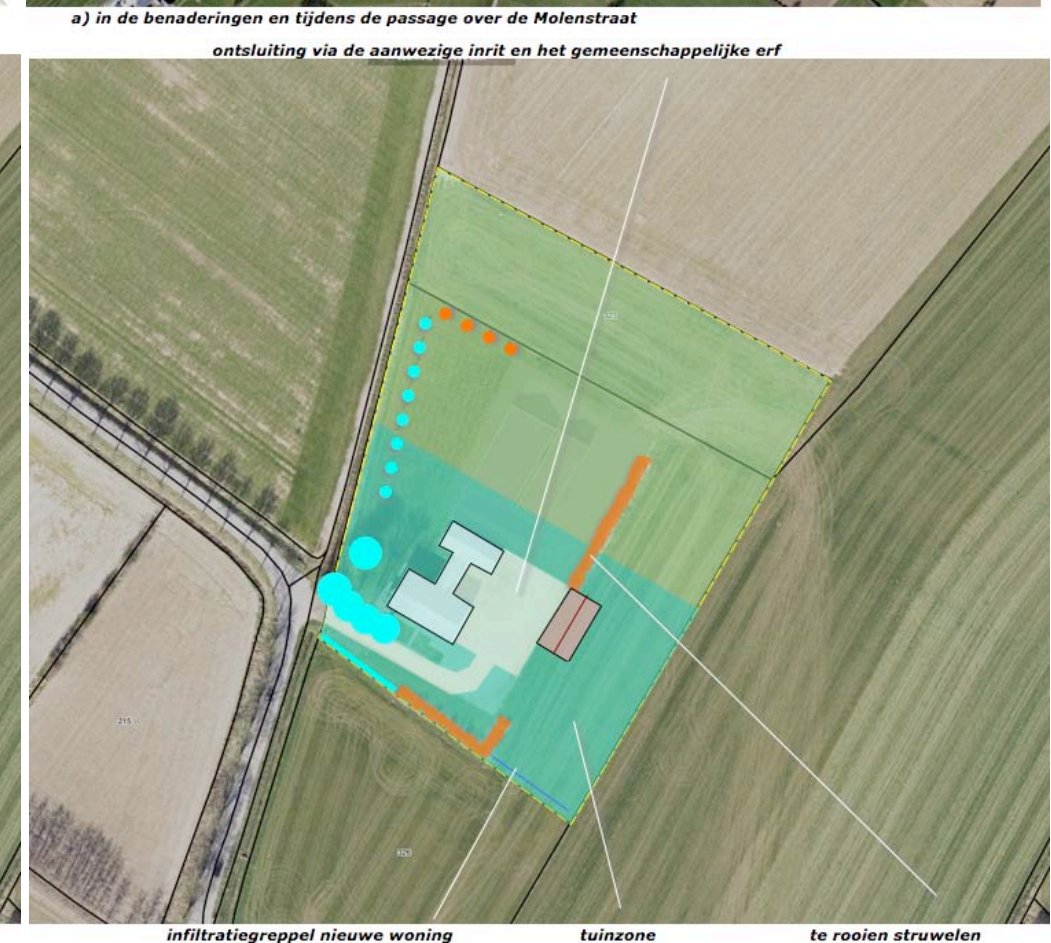 a) in de benaderingen en tijdens de passage over de Molenstraat
ontsluiting via de aanwezige inrit en het gemeenschappelijke erf
215
infiltratiegreppel nieuwe woning
tuinzone
te rooien struwelen